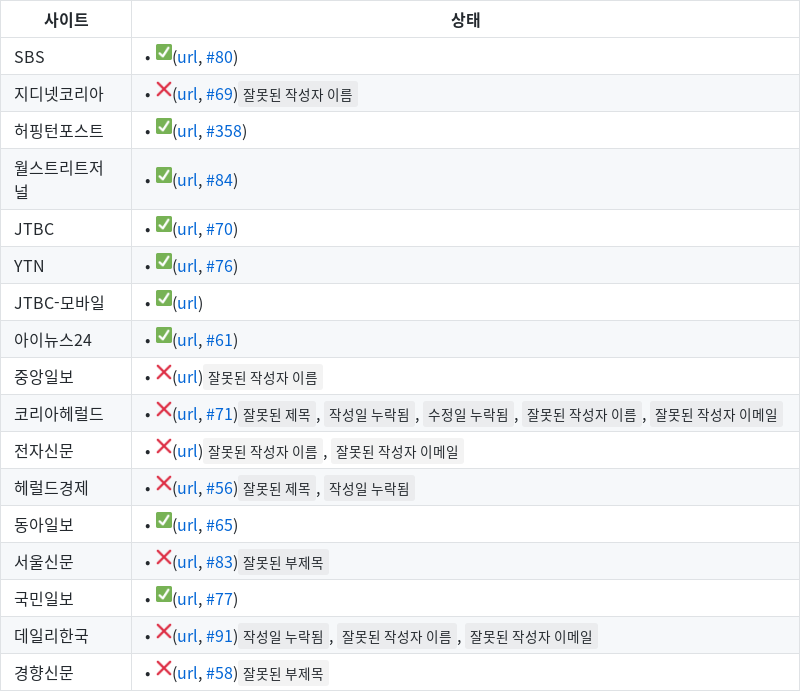 사이트 상태
SBS • ✅(url, #80)
지디넷코리아 • ❌(url, #69) 잘못된 작성자 이름
허핑턴포스트 • ✅(url, #358)
월스트리트저
널 • ✅(url, #84)
JTBC • ✅(url, #70)
YTN • ✅(url, #76)
JTBC-모바일 • ✅(url)
아이뉴스24 • ✅(url, #61)
중앙일보 • ❌(url) 잘못된 작성자 이름
코리아헤럴드 • ❌(url, #71) 잘못된 제목 , 작성일 누락됨 , 수정일 누락됨 , 잘못된 작성자 이름 , 잘못된 작성자 이메일
전자신문 • ❌(url) 잘못된 작성자 이름 , 잘못된 작성자 이메일
헤럴드경제 • ❌(url, #56) 잘못된 제목 , 작성일 누락됨
동아일보 • ✅(url, #65)
서울신문 • ❌(url, #83) 잘못된 부제목
국민일보 • ✅(url, #77)
데일리한국 • ❌(url, #91) 작성일 누락됨 , 잘못된 작성자 이름 , 잘못된 작성자 이메일
경향신문 • ❌(url, #58) 잘못된 부제목